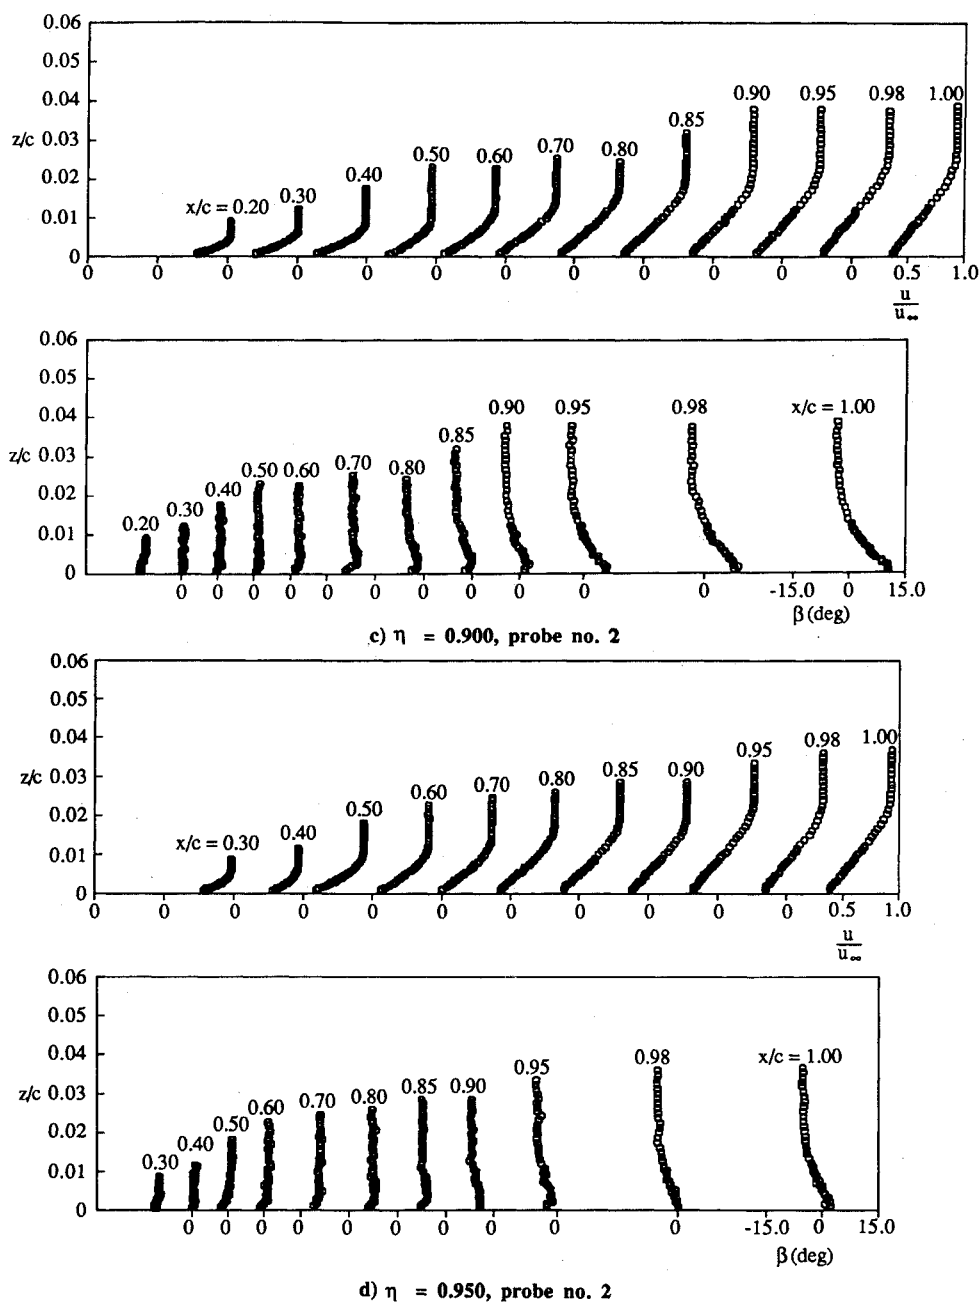 0.06
0.05
0.04
z/c 0.03
0.02
0.01
0
x/c = 0.20 0.30 0.40 0.50 0.60 0.70 0.80 0.85 0.90 0.95 0.98 1.00
0 0 0 0 0 0 0 0 0 0 0 0 0.5 1.0
u
u∞
0.06
0.05
0.04
z/c 0.03
0.02
0.01
0
0.20 0.30 0.40 0.50 0.60 0.70 0.80 0.85 0.90 0.95 0.98 x/c = 1.00
0 0 0 0 0 0 0 0 0 0 0 -15.0 0 15.0
β (deg)
c) η = 0.900, probe no. 2
0.06
0.05
0.04
z/c 0.03
0.02
0.01
0
x/c = 0.30 0.40 0.50 0.60 0.70 0.80 0.85 0.90 0.95 0.98 1.00
0 0 0 0 0 0 0 0 0 0 0 0.5 1.0
u
u∞
0.06
0.05
0.04
z/c 0.03
0.02
0.01
0
0.30 0.40 0.50 0.60 0.70 0.80 0.85 0.90 0.95 0.98 x/c = 1.00
0 0 0 0 0 0 0 0 0 0 -15.0 0 15.0
β (deg)
d) η = 0.950, probe no. 2